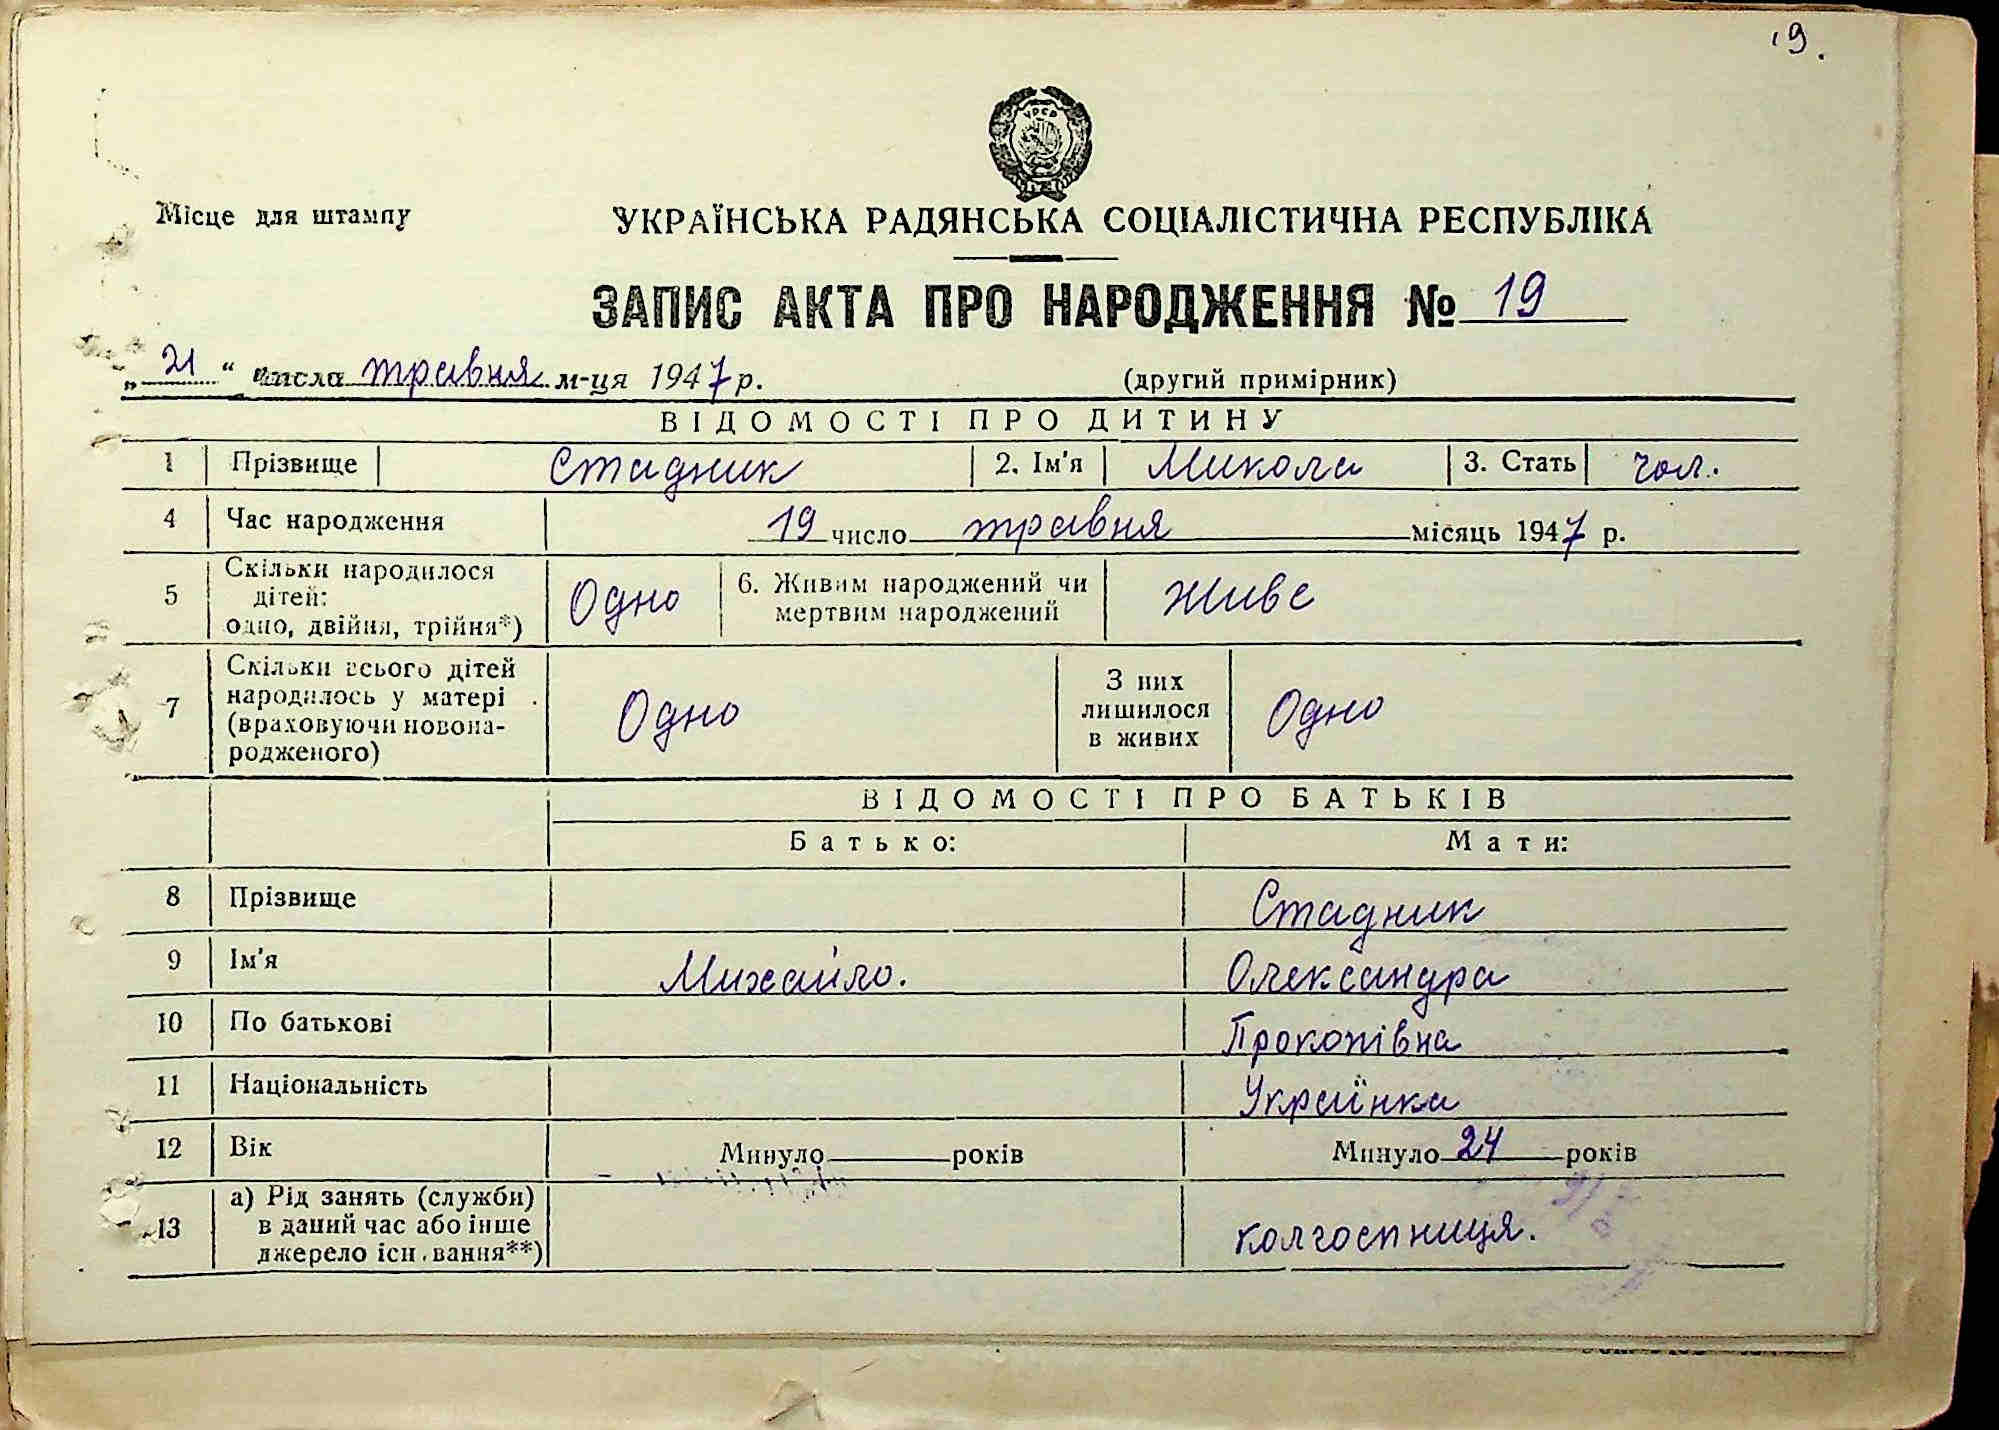 19.
УРСР
Місце для штампу
УКРАЇНСЬКА РАДЯНСЬКА СОЦІАЛІСТИЧНА РЕСПУБЛІКА
ЗАПИС АКТА ПРО НАРОДЖЕННЯ № 19
„ 21 “ числа травня м-ця 1947 р.
(другий примірник)
ВІДОМОСТІ ПРО ДИТИНУ
1 Прізвище Стадник 2. Ім'я Микола 3. Стать чол.
4 Час народження 19 число травня місяць 1947 р.
5 Скільки народилося
дітей:
одно, двійня, трійня*)
Одно
6. Живим народжений чи
мертвим народжений
живе
7 Скільки всього дітей
народилось у матері
(враховуючи новона-
родженого)
Одно
З них
лишилося
в живих
Одно
ВІДОМОСТІ ПРО БАТЬКІВ
Батько: Мати:
8 Прізвище Стадник
9 Ім'я Михайло. Олександра
10 По батькові Прокопівна
11 Національність Українка
12 Вік Минуло років Минуло 24 років
13 а) Рід занять (служби)
в даний час або інше
джерело існування**)
колгоспниця.